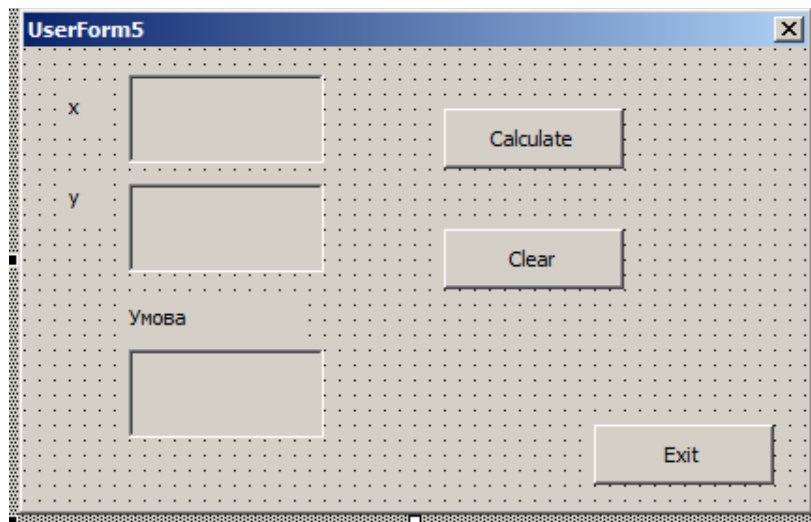 UserForm5
x
Calculate
y
Clear
Умова
Exit